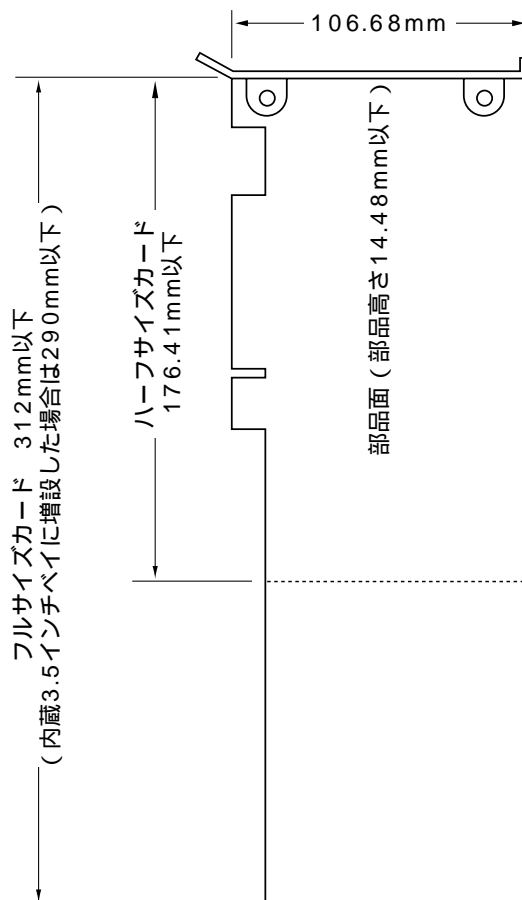 106.68mm
フルサイズカード 312mm以下
(内蔵3.5インチベイに増設した場合は290mm以下)
ハーフサイズカード
176.41mm以下
部品面(部品高さ14.48mm以下)